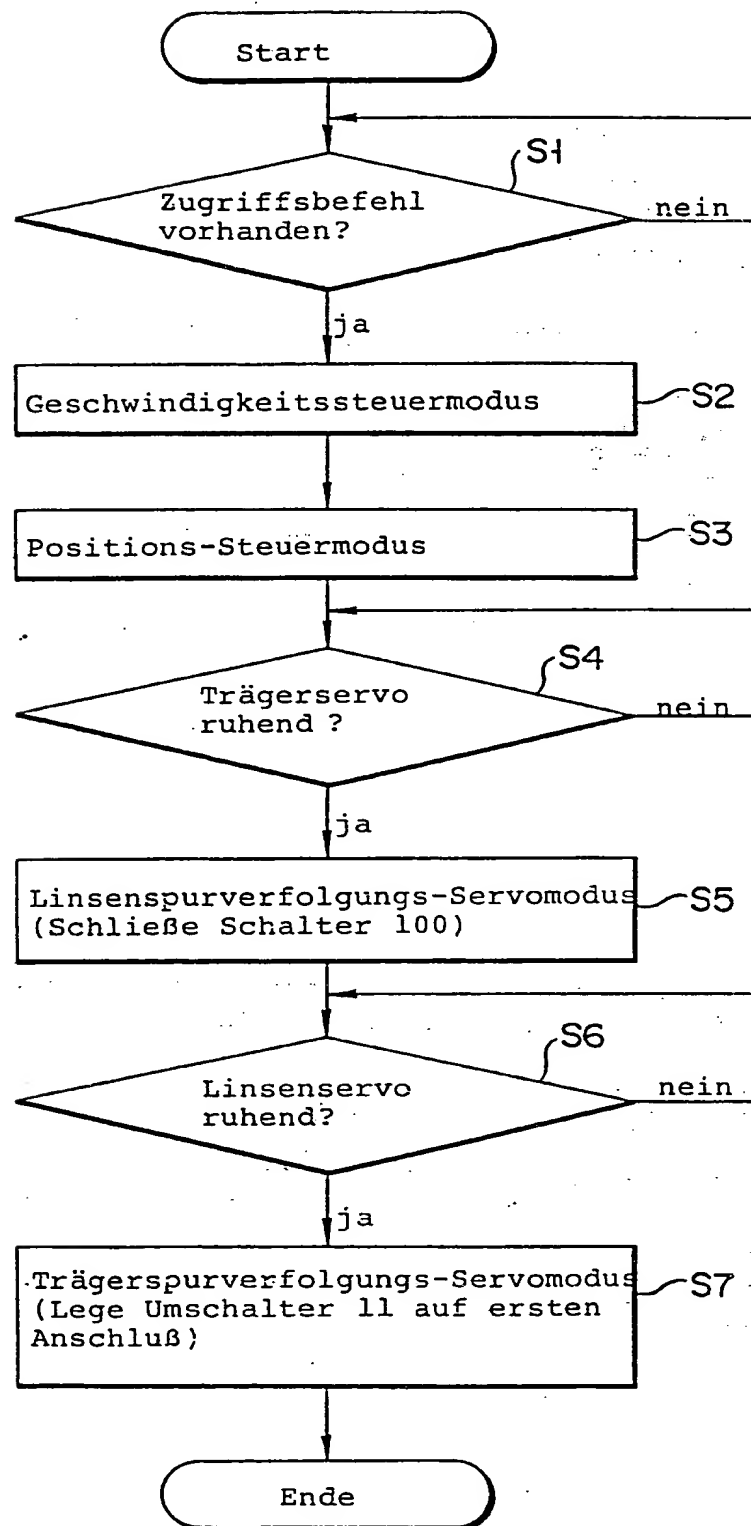 Start
S1
Zugriffsbefehl
vorhanden?
nein
ja
Geschwindigkeitssteuermodus
S2
Positions-Steuermodus
S3
S4
Trägerservo
ruhend ?
nein
ja
Linsenspurverfolgungs-Servomodus
(Schließe Schalter 100)
S5
S6
Linsenservo
ruhend?
nein
ja
Trägerspurverfolgungs-Servomodus
(Lege Umschalter 11 auf ersten
Anschluß)
S7
Ende